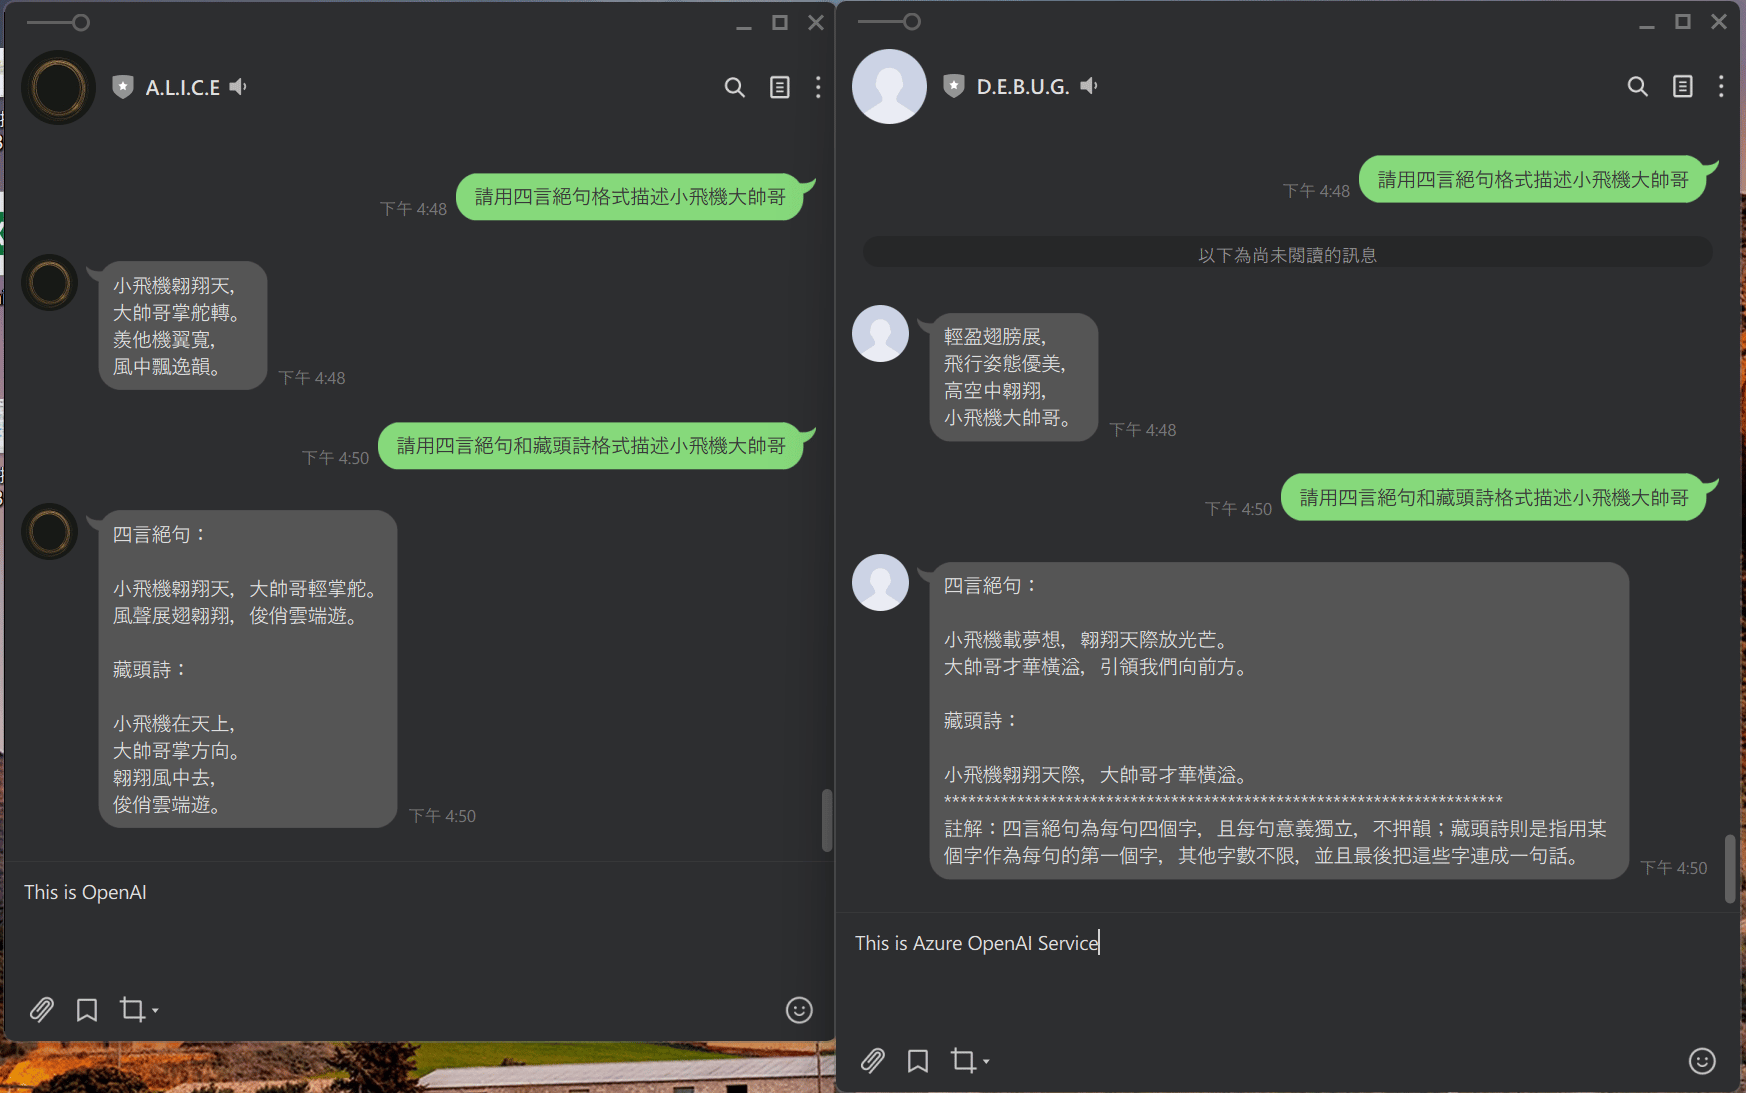 A.L.I.C.E
下午 4:48
請用四言絕句格式描述小飛機大帥哥
小飛機翱翔天,
大帥哥掌舵轉。
羨他機翼寬,
風中飄逸韻。
下午 4:48
下午 4:50
請用四言絕句和藏頭詩格式描述小飛機大帥哥
四言絕句：
小飛機翱翔天, 大帥哥輕掌舵。
風聲展翅翱翔, 俊俏雲端遊。
藏頭詩：
小飛機在天上,
大帥哥掌方向。
翱翔風中去,
俊俏雲端遊。
下午 4:50
This is OpenAI
D.E.B.U.G.
下午 4:48
請用四言絕句格式描述小飛機大帥哥
以下為尚未閱讀的訊息
輕盈翅膀展,
飛行姿態優美,
高空中翱翔,
小飛機大帥哥。
下午 4:48
下午 4:50
請用四言絕句和藏頭詩格式描述小飛機大帥哥
四言絕句：
小飛機載夢想, 翱翔天際放光芒。
大帥哥才華橫溢, 引領我們向前方。
藏頭詩：
小飛機翱翔天際, 大帥哥才華橫溢。
*********************************************************************
註解：四言絕句為每句四個字, 且每句意義獨立, 不押韻；藏頭詩則是指用某
個字作為每句的第一個字, 其他字數不限, 並且最後把這些字連成一句話。
下午 4:50
This is Azure OpenAI Service